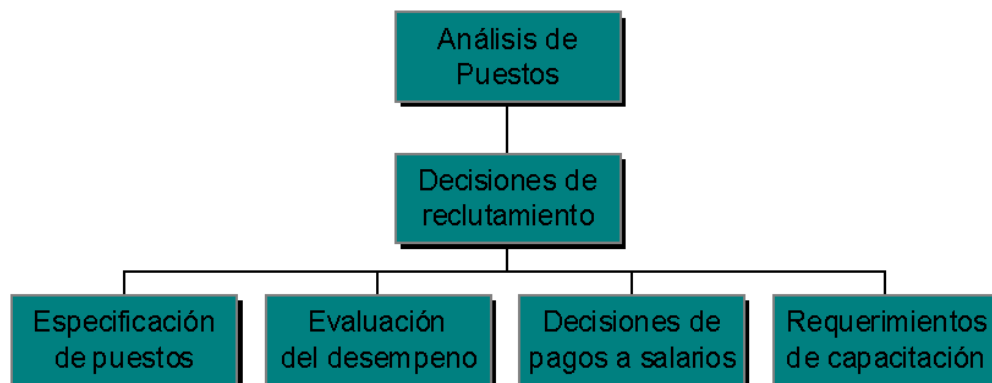 Análisis de
Puestos
Decisiones de
reclutamiento
Especificación
de puestos
Evaluación
del desempeno
Decisiones de
pagos a salarios
Requerimientos
de capacitación